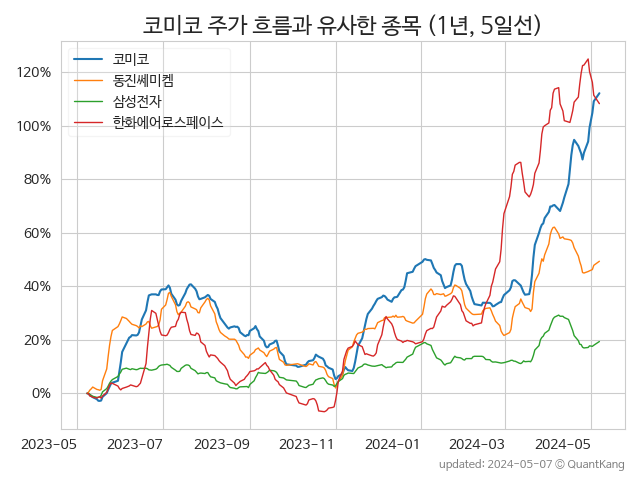 코미코 주가 흐름과 유사한 종목 (1년, 5일선)
코미코
동진쎄미켐
삼성전자
한화에어로스페이스
120%
100%
80%
60%
40%
20%
0%
2023-05 2023-07 2023-09 2023-11 2024-01 2024-03 2024-05
updated: 2024-05-07 @ QuantKang